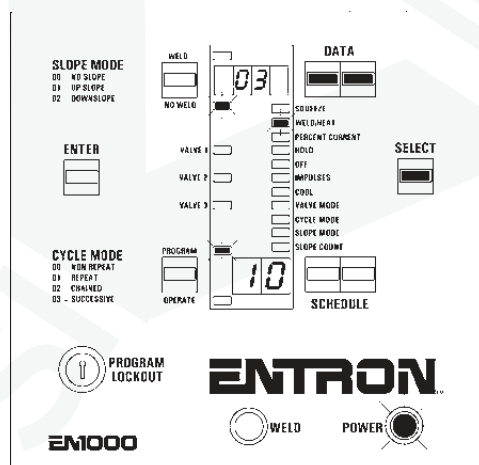 WELD
DATA
SLOPE MODE
00 NO SLOPE
01 UP SLOPE
02 DOWNSLOPE
03
NO WELD
SQUEEZE
WELD/HEAT
PERCENT CURRENT
ENTER
VALVE 1
HOLD
SELECT
OFF
VALVE 2
IMPULSES
COOL
VALVE 3
VALVE MODE
CYCLE MODE
SLOPE MODE
CYCLE MODE
00 NON REPEAT
01 REPEAT
02 CHAINED
03 - SUCCESSIVE
PROGRAM
SLOPE COUNT
10
OPERATE
SCHEDULE
PROGRAM
LOCKOUT
ENTRON
EN1000
WELD
POWER